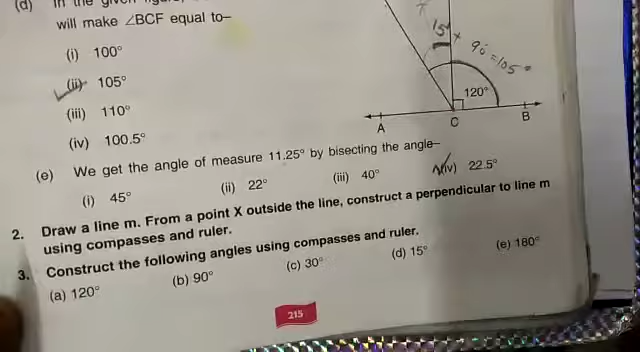 (d) In the given
will make ∠BCF equal to–
(i) 100°
(ii) 105°
(iii) 110°
(iv) 100.5°
15° + 90 = 105°
120°
A C B
(e) We get the angle of measure 11.25° by bisecting the angle–
(i) 45° (ii) 22° (iii) 40° (iv) 22.5°
2. Draw a line m. From a point X outside the line, construct a perpendicular to line m
using compasses and ruler.
3. Construct the following angles using compasses and ruler.
(a) 120° (b) 90° (c) 30° (d) 15° (e) 180°
215